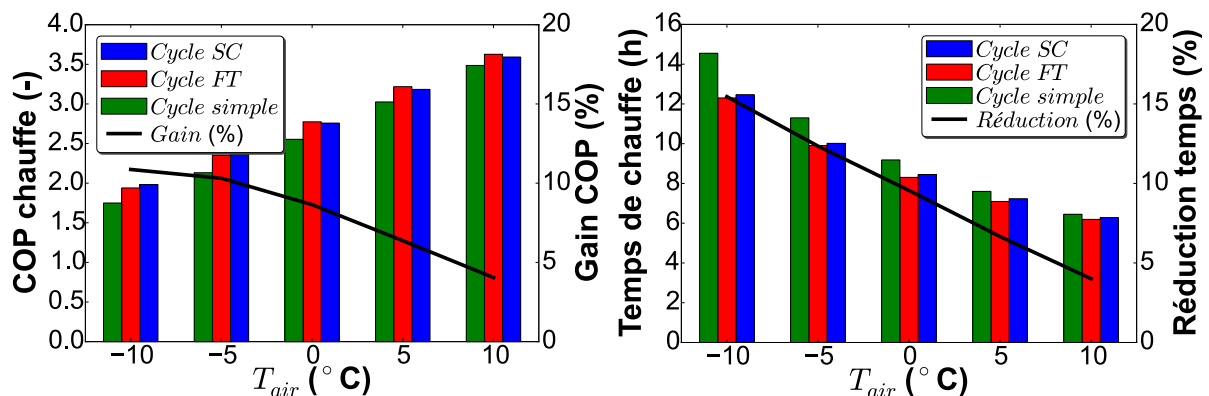 COP chauffe (-)
4.0
3.5
3.0
2.5
2.0
1.5
1.0
0.5
0.0
Cycle SC
Cycle FT
Cycle simple
Gain (%)
20
15
10
5
0
Gain COP (%)
−10 −5 0 5 10
T_air (°C)
Temps de chauffe (h)
16
14
12
10
8
6
4
2
0
Cycle SC
Cycle FT
Cycle simple
Réduction (%)
20
15
10
5
0
Réduction temps (%)
−10 −5 0 5 10
T_air (°C)